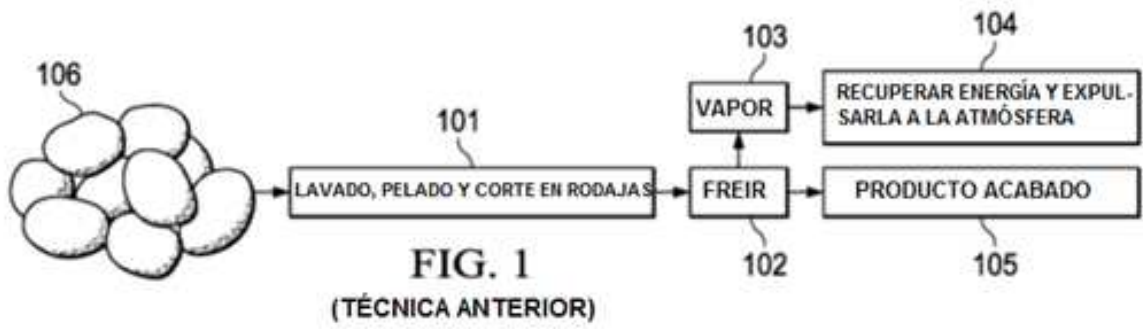 106
101
103
104
LAVADO, PELADO Y CORTE EN RODAJAS
VAPOR
RECUPERAR ENERGÍA Y EXPUL-
SARLA A LA ATMÓSFERA
FREIR
PRODUCTO ACABADO
102
105
FIG. 1
(TÉCNICA ANTERIOR)